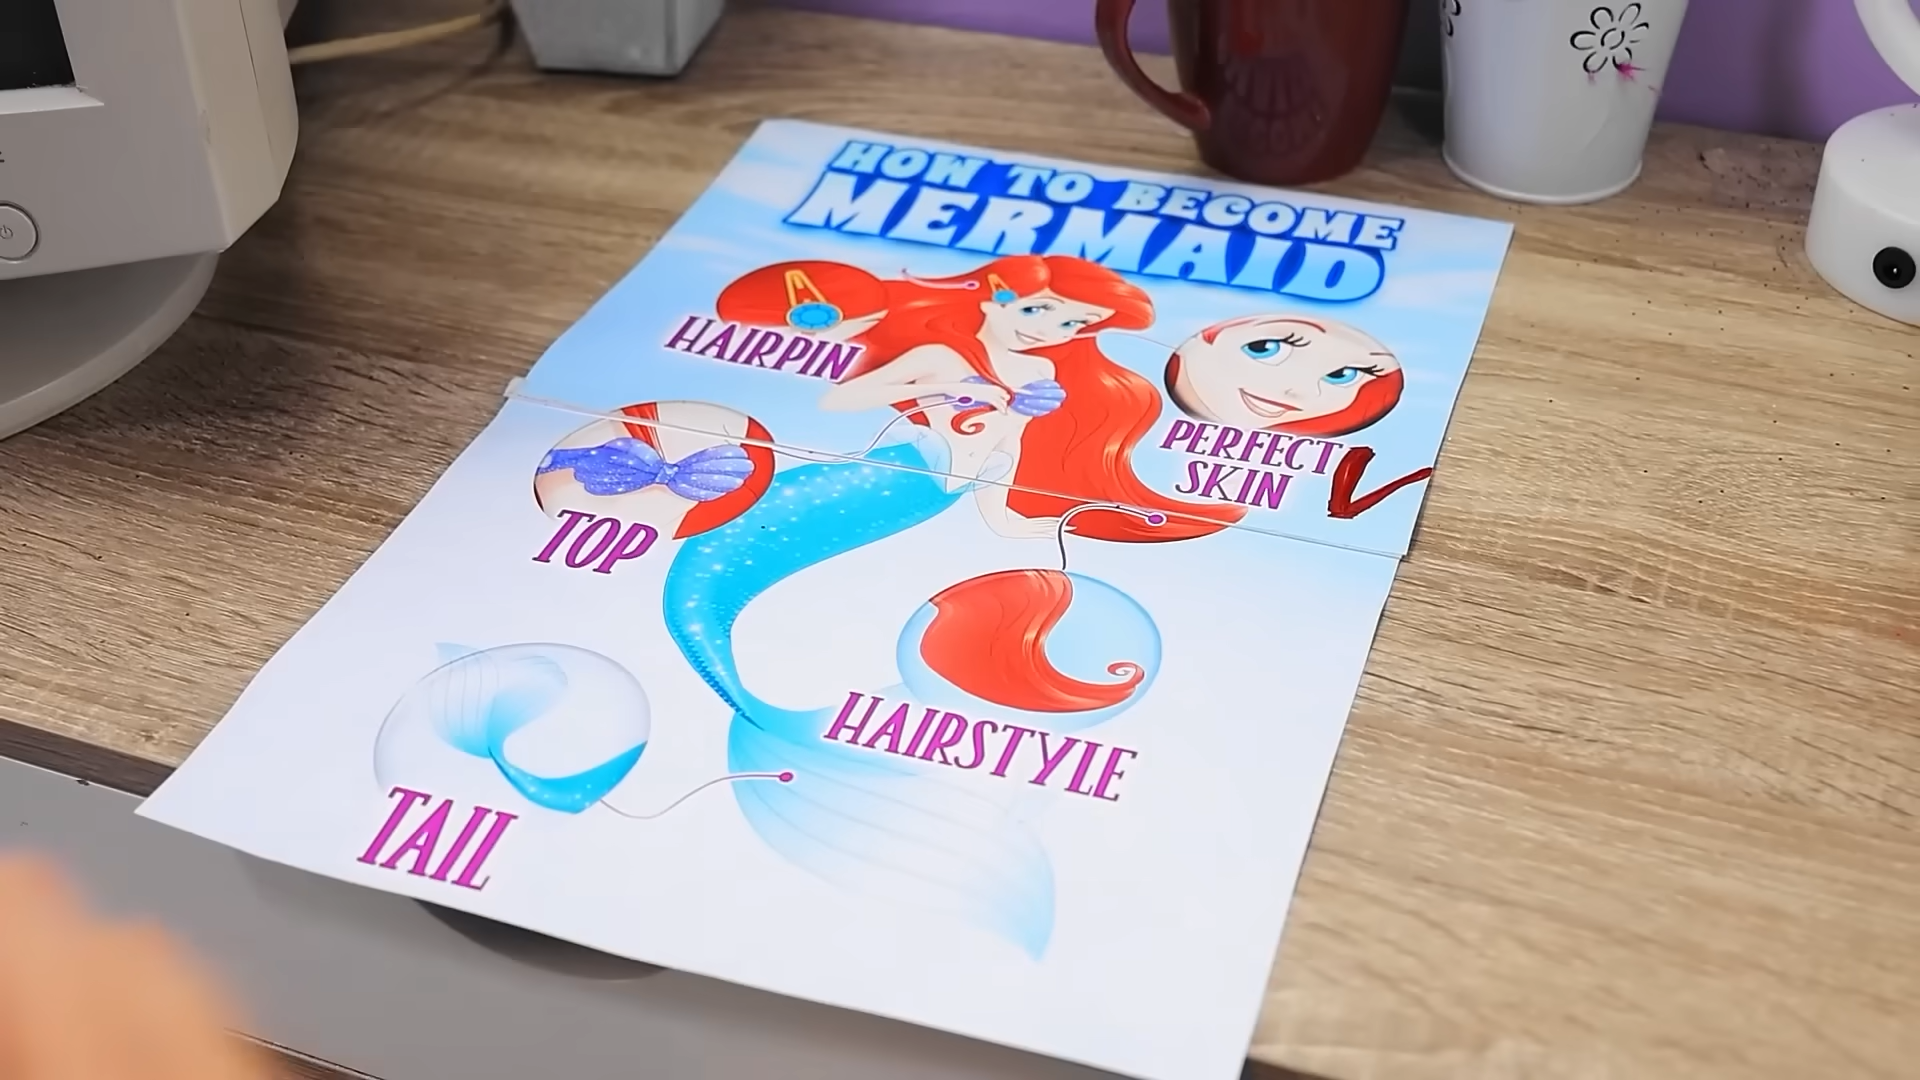 HOW TO BECOME
MERMAID
HAIRPIN
PERFECT
SKIN
TOP
HAIRSTYLE
TAIL